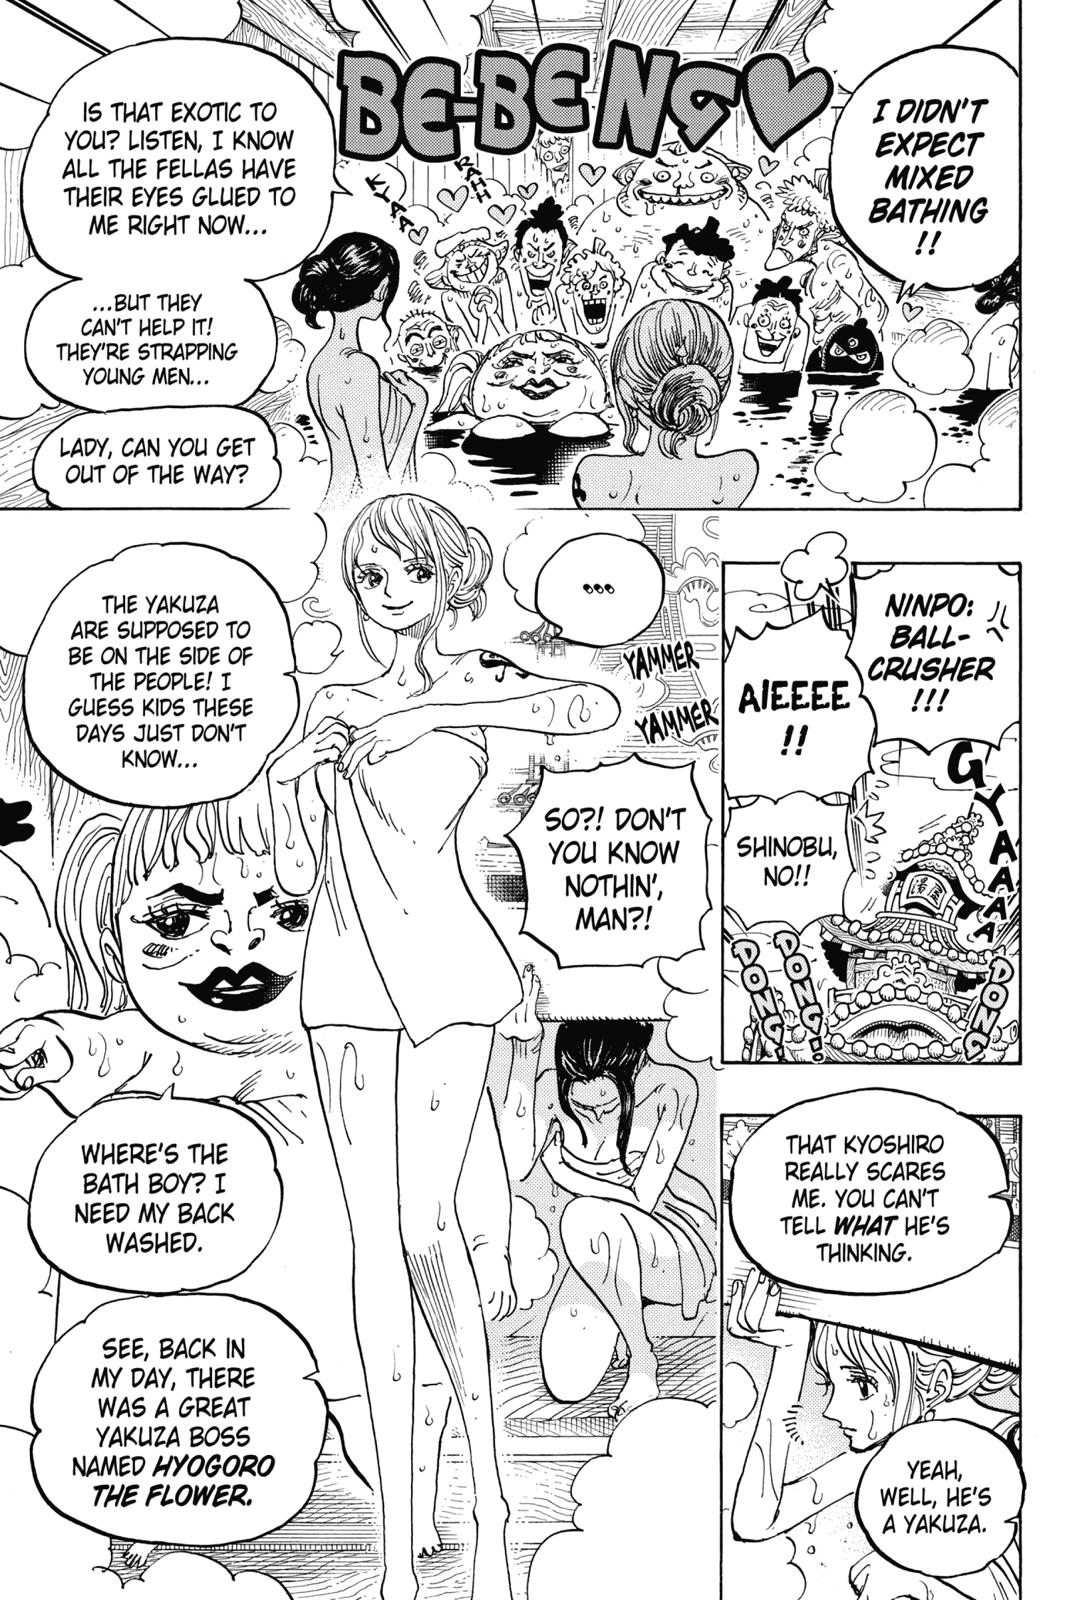 BE-BENG♥
I DIDN'T
EXPECT
MIXED
BATHING
!!
KYAAA
RAHH
IS THAT EXOTIC TO
YOU? LISTEN, I KNOW
ALL THE FELLAS HAVE
THEIR EYES GLUED TO
ME RIGHT NOW...
...BUT THEY
CAN'T HELP IT!
THEY'RE STRAPPING
YOUNG MEN...
LADY, CAN YOU GET
OUT OF THE WAY?
NINPO:
BALL-
CRUSHER
!!!
AIEEEE
!!
SHINOBU,
NO!!
GYAAAA
湯屋
DONG!
DONG!
DONG
...
YAMMER
YAMMER
SO?! DON'T
YOU KNOW
NOTHIN',
MAN?!
THE YAKUZA
ARE SUPPOSED TO
BE ON THE SIDE OF
THE PEOPLE! I
GUESS KIDS THESE
DAYS JUST DON'T
KNOW...
WHERE'S THE
BATH BOY? I
NEED MY BACK
WASHED.
SEE, BACK IN
MY DAY, THERE
WAS A GREAT
YAKUZA BOSS
NAMED HYOGORO
THE FLOWER.
THAT KYOSHIRO
REALLY SCARES
ME. YOU CAN'T
TELL WHAT HE'S
THINKING.
YEAH,
WELL, HE'S
A YAKUZA.